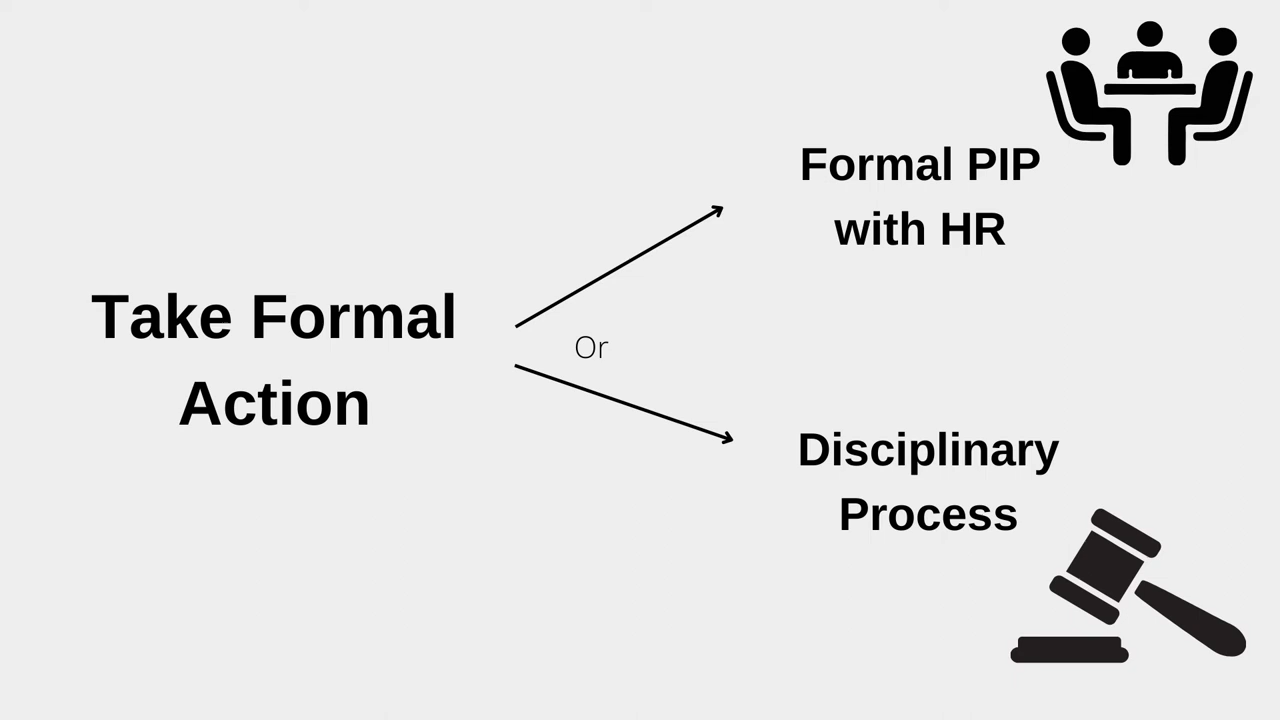 Take Formal
Action
Or
Formal PIP
with HR
Disciplinary
Process